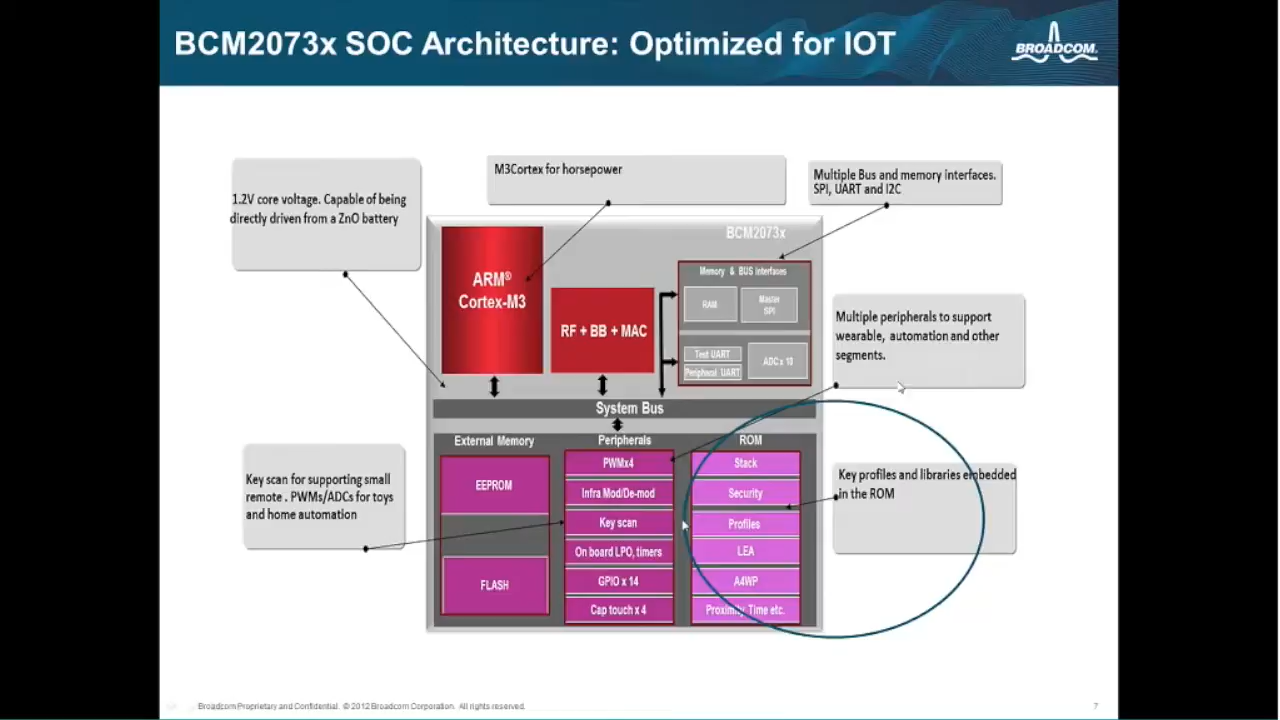 BCM2073x SOC Architecture: Optimized for IOT
BROADCOM.
1.2V core voltage. Capable of being
directly driven from a ZnO battery
M3Cortex for horsepower
Multiple Bus and memory interfaces.
SPI, UART and I2C
BCM2073x
ARM®
Cortex-M3
RF + BB + MAC
Memory & BUS Interfaces
RAM
Master
SPI
Test UART
Peripheral UART
ADC x 10
Multiple peripherals to support
wearable, automation and other
segments.
System Bus
External Memory
EEPROM
FLASH
Peripherals
PWMx4
Infra Mod/De-mod
Key scan
On board LPO, timers
GPIO x 14
Cap touch x 4
ROM
Stack
Security
Profiles
LEA
A4WP
Proximity, Time etc.
Key scan for supporting small
remote . PWMs/ADCs for toys
and home automation
Key profiles and libraries embedded
in the ROM
Broadcom Proprietary and Confidential. © 2012 Broadcom Corporation. All rights reserved.
7